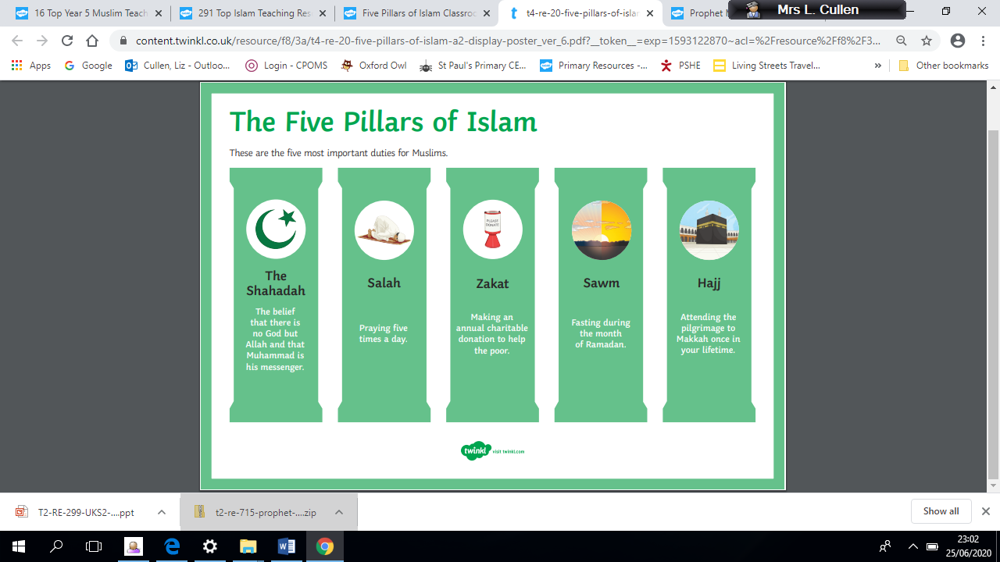 16 Top Year 5 Muslim Teach
291 Top Islam Teaching Res
Five Pillars of Islam Classroo
t4-re-20-five-pillars-of-islam
Prophet
Mrs L. Cullen
content.twinkl.co.uk/resource/f8/3a/t4-re-20-five-pillars-of-islam-a2-display-poster_ver_6.pdf?__token__=exp=1593122870~acl=%2Fresource%2Ff8%2F3...
Apps
Google
Cullen, Liz - Outloo...
Login - CPOMS
Oxford Owl
St Paul's Primary CE...
Primary Resources -...
PSHE
Living Streets Travel...
»
Other bookmarks
The Five Pillars of Islam
These are the five most important duties for Muslims.
The
Shahadah
The belief
that there is
no God but
Allah and that
Muhammad is
his messenger.
Salah
Praying five
times a day.
PLEASE
DONATE
Zakat
Making an
annual charitable
donation to help
the poor.
Sawm
Fasting during
the month
of Ramadan.
Hajj
Attending the
pilgrimage to
Makkah once in
your lifetime.
twinkl
visit twinkl.com
T2-RE-299-UKS2-....ppt
t2-re-715-prophet-....zip
Show all
23:02
25/06/2020